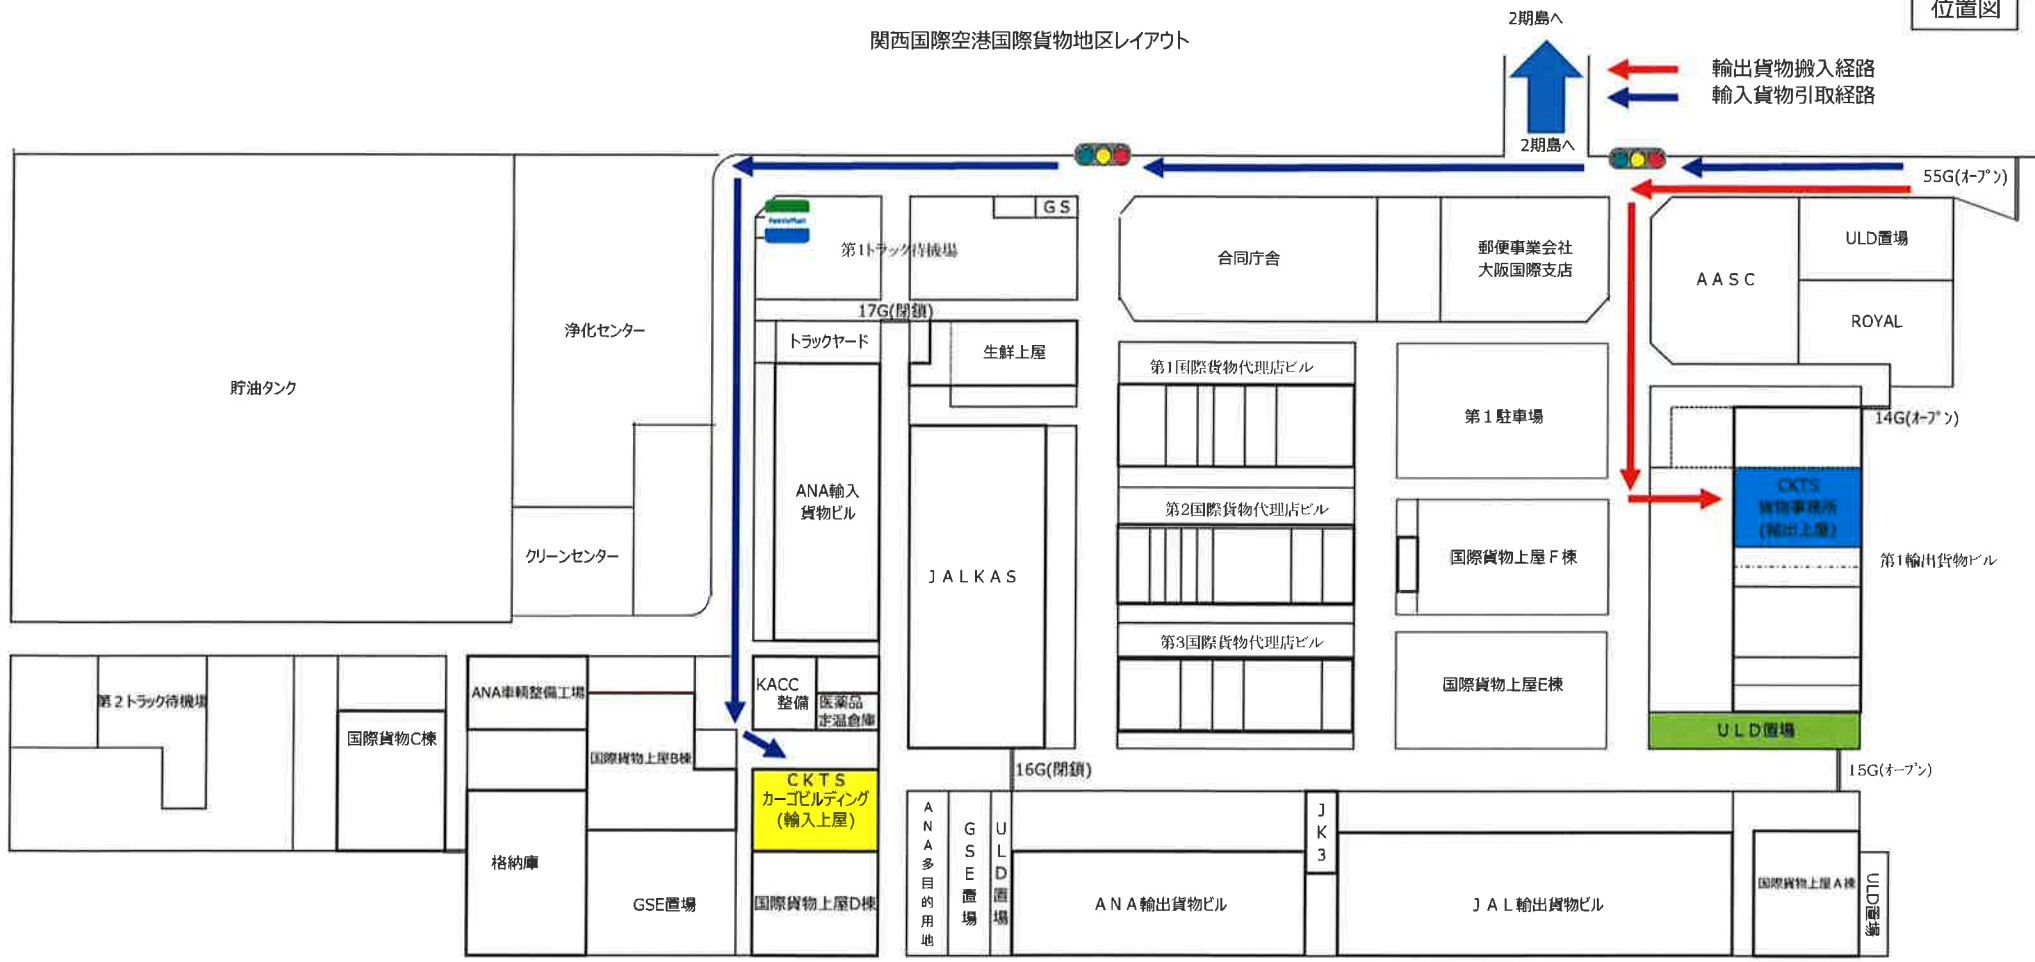 位置図
2期島へ
関西国際空港国際貨物地区レイアウト
輸出貨物搬入経路
輸入貨物引取経路
2期島へ
55G(オープン)
GS
FamilyMart
第1トラック待機場
合同庁舎
郵便事業会社
大阪国際支店
AASC
ULD置場
ROYAL
17G(閉鎖)
浄化センター
トラックヤード
生鮮上屋
貯油タンク
第1国際貨物代理店ビル
第1駐車場
14G(オープン)
ANA輸入
貨物ビル
CKTS
貨物事務所
(輸出上屋)
第2国際貨物代理店ビル
クリーンセンター
JALKAS
国際貨物上屋F棟
第1輸出貨物ビル
第3国際貨物代理店ビル
第2トラック待機場
ANA車輌整備工場
KACC
整備
医薬品
定温倉庫
国際貨物上屋E棟
国際貨物C棟
国際貨物上屋B棟
ULD置場
16G(閉鎖)
15G(オープン)
CKTS
カーゴビルディング
(輸入上屋)
格納庫
GSE置場
国際貨物上屋D棟
ANA多目的用地
GSE置場
ULD置場
ANA輸出貨物ビル
JK3
JAL輸出貨物ビル
国際貨物上屋A棟
ULD置場